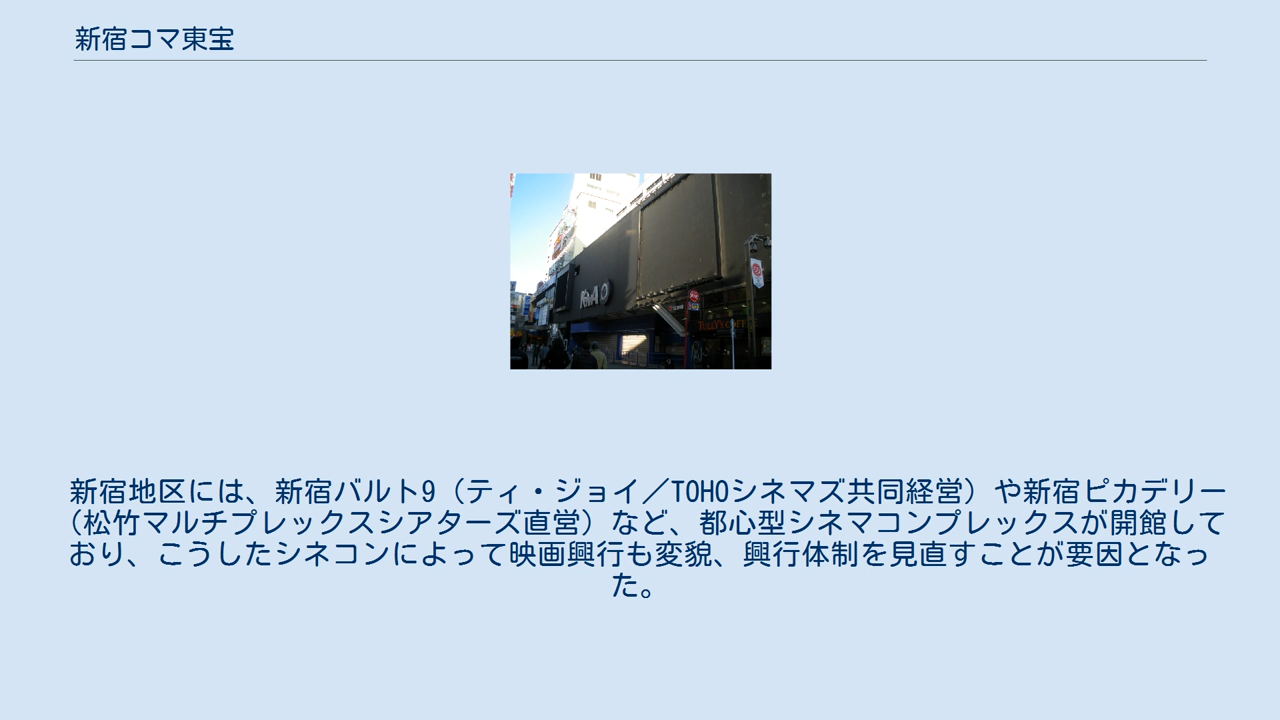 新宿コマ東宝
新宿地区には、新宿バルト9（ティ・ジョイ／TOHOシネマズ共同経営）や新宿ピカデリー
（松竹マルチプレックスシアターズ直営）など、都心型シネマコンプレックスが開館して
おり、こうしたシネコンによって映画興行も変貌、興行体制を見直すことが要因となっ
た。